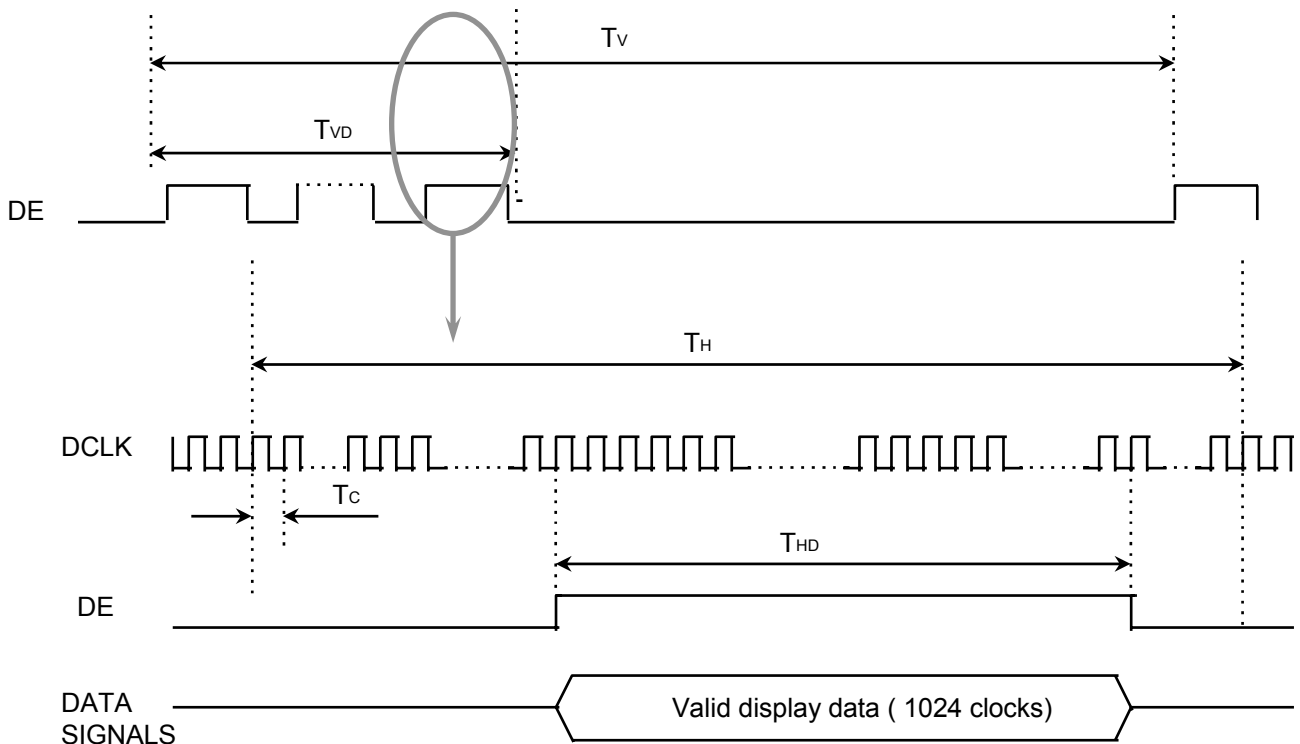 TV
TVD
DE
TH
DCLK
TC
THD
DE
DATA
SIGNALS
Valid display data ( 1024 clocks)